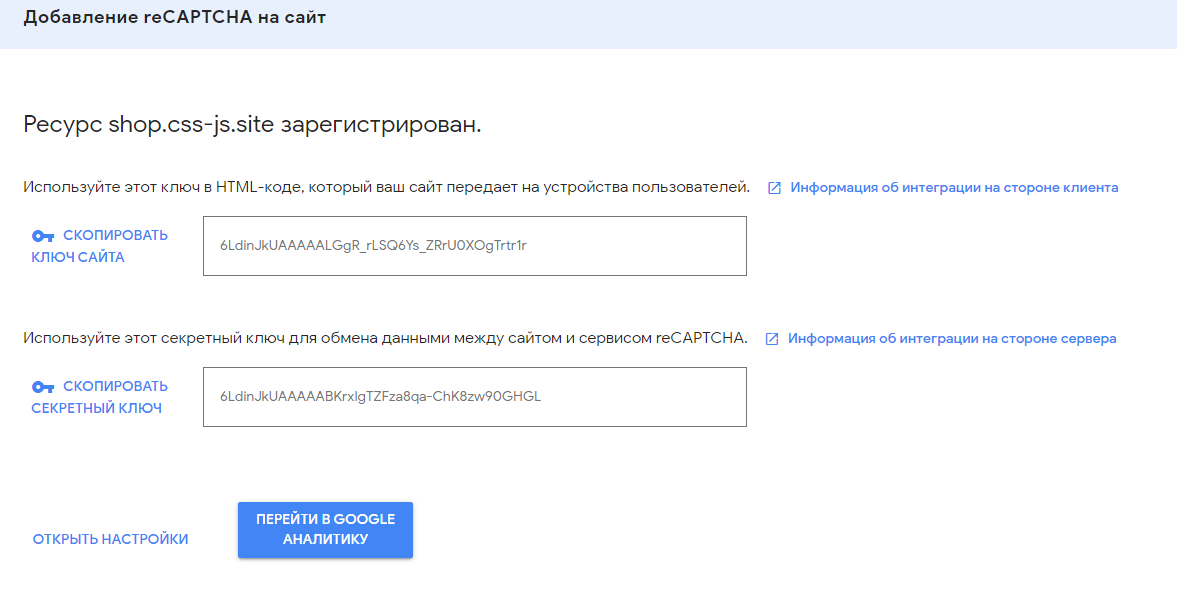 Добавление reCAPTCHA на сайт
Ресурс shop.css-js.site зарегистрирован.
Используйте этот ключ в HTML-коде, который ваш сайт передает на устройства пользователей. Информация об интеграции на стороне клиента
СКОПИРОВАТЬ
КЛЮЧ САЙТА
6LdinJkUAAAAALGgR_rLSQ6Ys_ZRrU0XOgTrtr1r
Используйте этот секретный ключ для обмена данными между сайтом и сервисом reCAPTCHA. Информация об интеграции на стороне сервера
СКОПИРОВАТЬ
СЕКРЕТНЫЙ КЛЮЧ
6LdinJkUAAAAABKrxlgTZFza8qa-ChK8zw90GHGL
ОТКРЫТЬ НАСТРОЙКИ
ПЕРЕЙТИ В GOOGLE
АНАЛИТИКУ